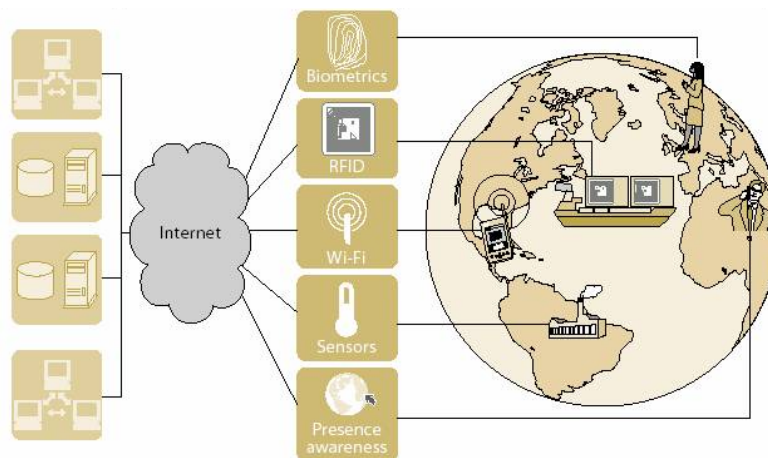 Biometrics
RFID
Internet
Wi-Fi
Sensors
Presence
awareness